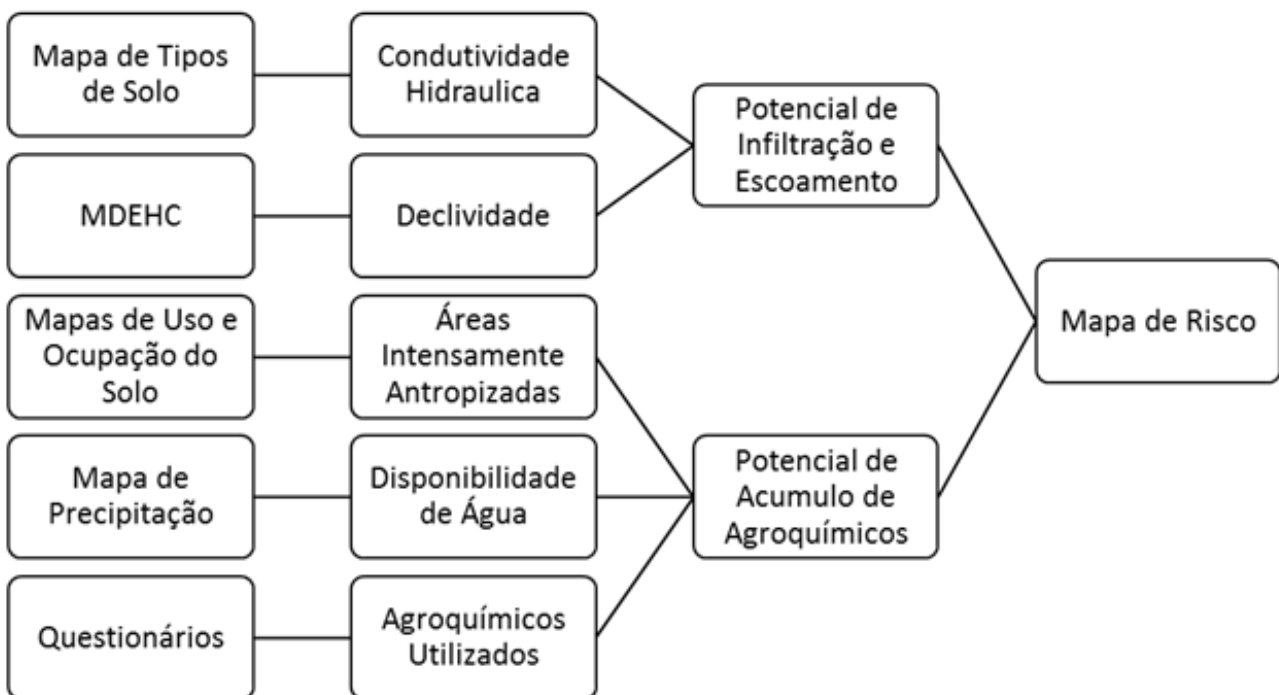 Mapa de Tipos
de Solo
Condutividade
Hidraulica
Potencial de
Infiltração e
Escoamento
MDEHC
Declividade
Mapas de Uso e
Ocupação do
Solo
Áreas
Intensamente
Antropizadas
Mapa de Risco
Mapa de
Precipitação
Disponibilidade
de Água
Potencial de
Acumulo de
Agroquímicos
Questionários
Agroquímicos
Utilizados